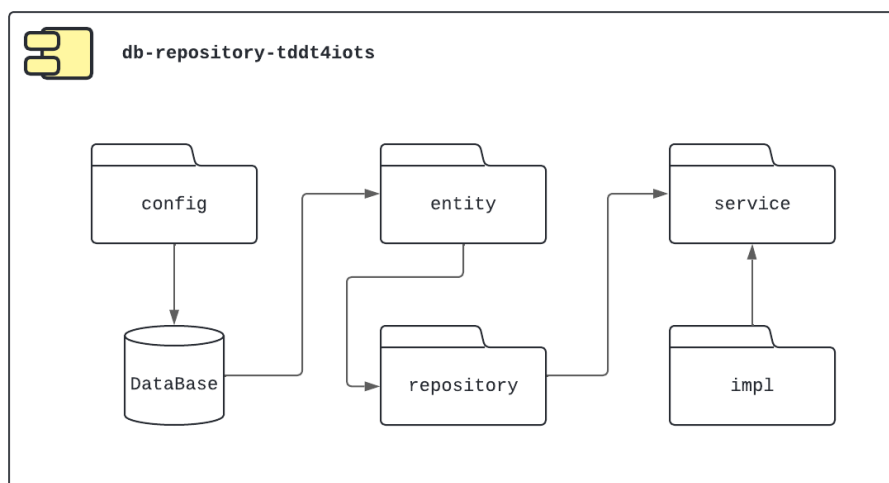 db-repository-tddt4iots
config
entity
service
DataBase
repository
impl